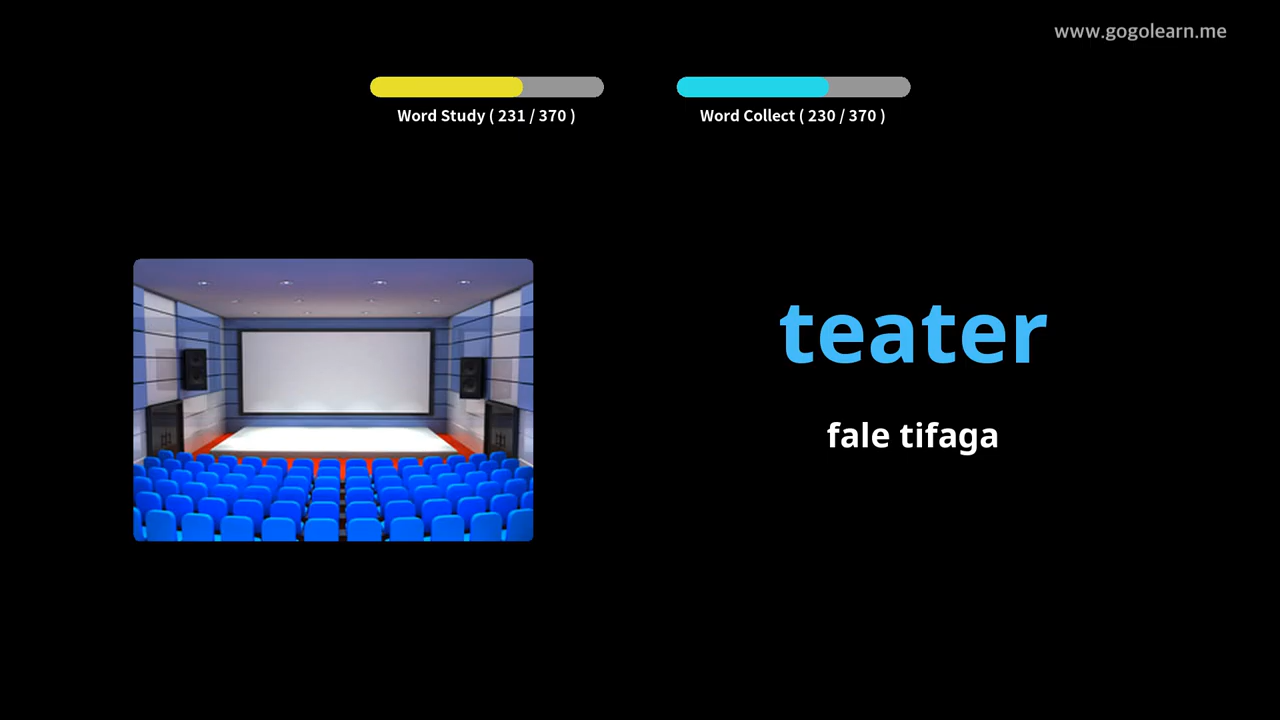 www.gogolearn.me
Word Study ( 231 / 370 )
Word Collect ( 230 / 370 )
teater
fale tifaga